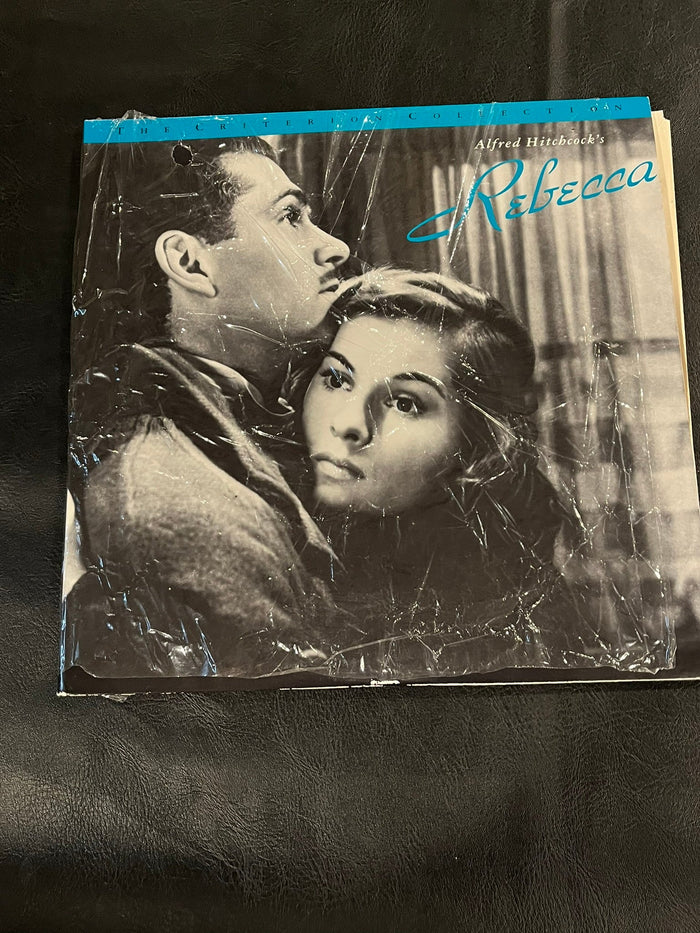 THE CRITERION COLLECTION
Alfred Hitchcock's
Rebecca